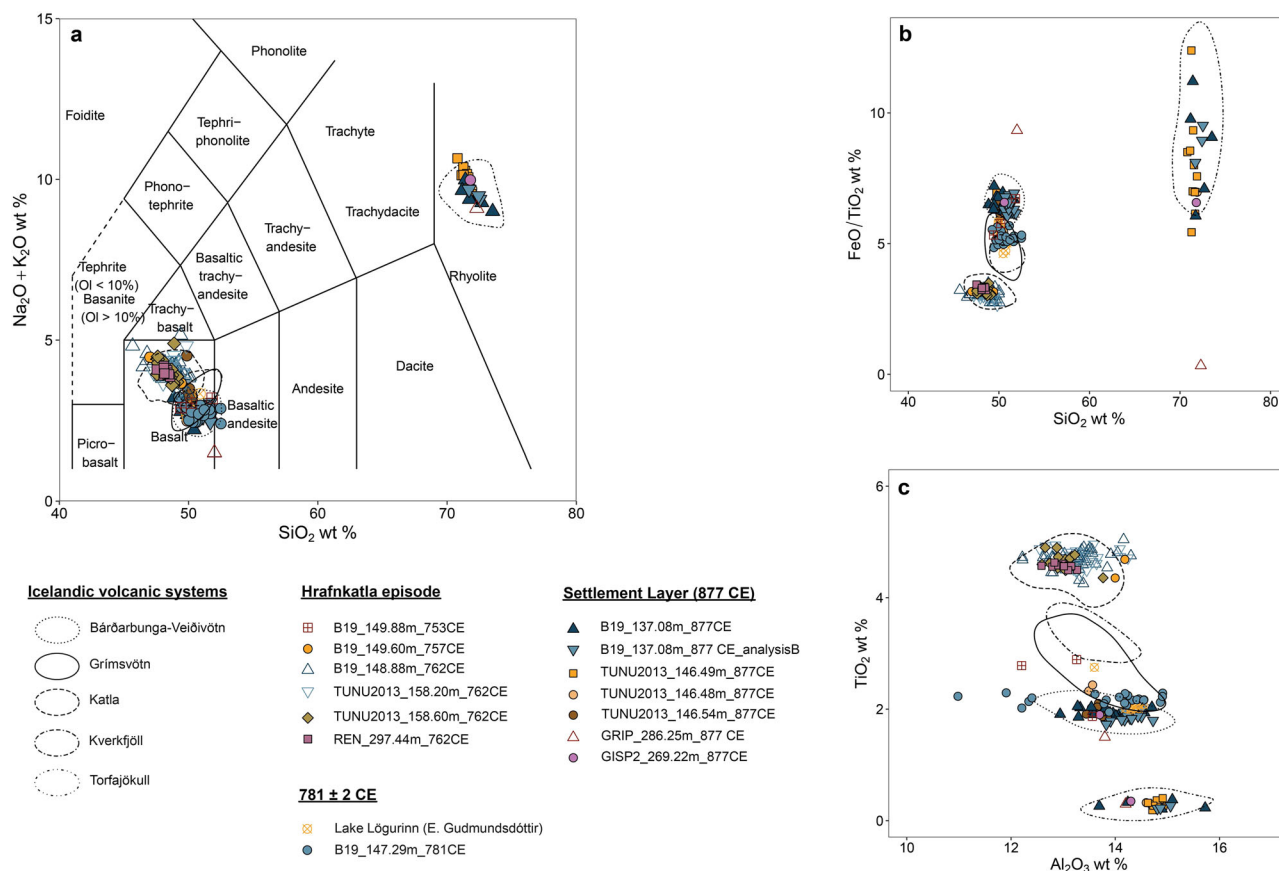 a
15
10
5
0
Na₂O + K₂O wt %
40
50
60
70
80
SiO₂ wt %
Foidite
Phonolite
Tephri−
phonolite
Trachyte
Phono−
tephrite
Trachy−
andesite
Trachydacite
Tephrite
(Ol < 10%)
Basanite
(Ol > 10%)
Basaltic
trachy−
andesite
Trachy−
basalt
Rhyolite
Dacite
Andesite
Basaltic
andesite
Basalt
Picro−
basalt
b
10
5
0
FeO/TiO₂ wt %
40
50
60
70
80
SiO₂ wt %
c
6
4
2
0
TiO₂ wt %
10
12
14
16
Al₂O₃ wt %
Icelandic volcanic systems
Bárðarbunga-Veiðivötn
Grímsvötn
Katla
Kverkfjöll
Torfajökull
Hrafnkatla episode
B19_149.88m_753CE
B19_149.60m_757CE
B19_148.88m_762CE
TUNU2013_158.20m_762CE
TUNU2013_158.60m_762CE
REN_297.44m_762CE
781 ± 2 CE
Lake Lögurinn (E. Gudmundsdóttir)
B19_147.29m_781CE
Settlement Layer (877 CE)
B19_137.08m_877CE
B19_137.08m_877 CE_analysisB
TUNU2013_146.49m_877CE
TUNU2013_146.48m_877CE
TUNU2013_146.54m_877CE
GRIP_286.25m_877 CE
GISP2_269.22m_877CE